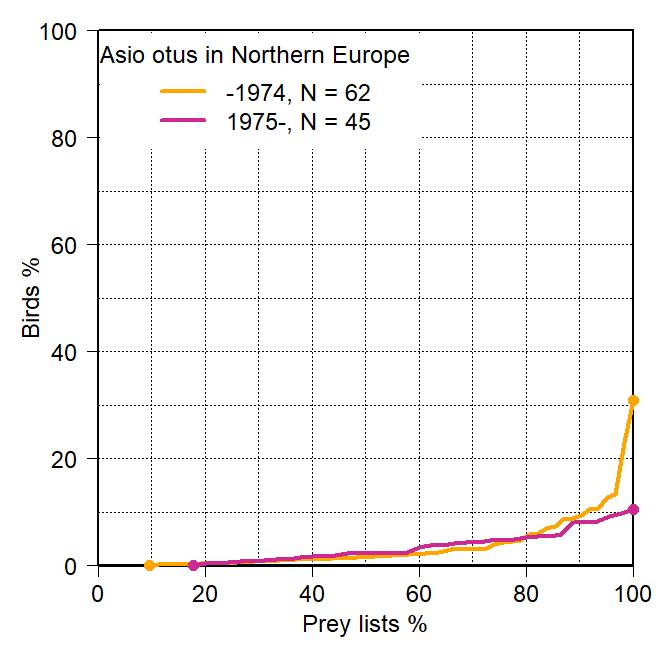 Asio otus in Northern Europe
-1974, N = 62
1975-, N = 45
100
80
60
40
20
0
Birds %
0 20 40 60 80 100
Prey lists %